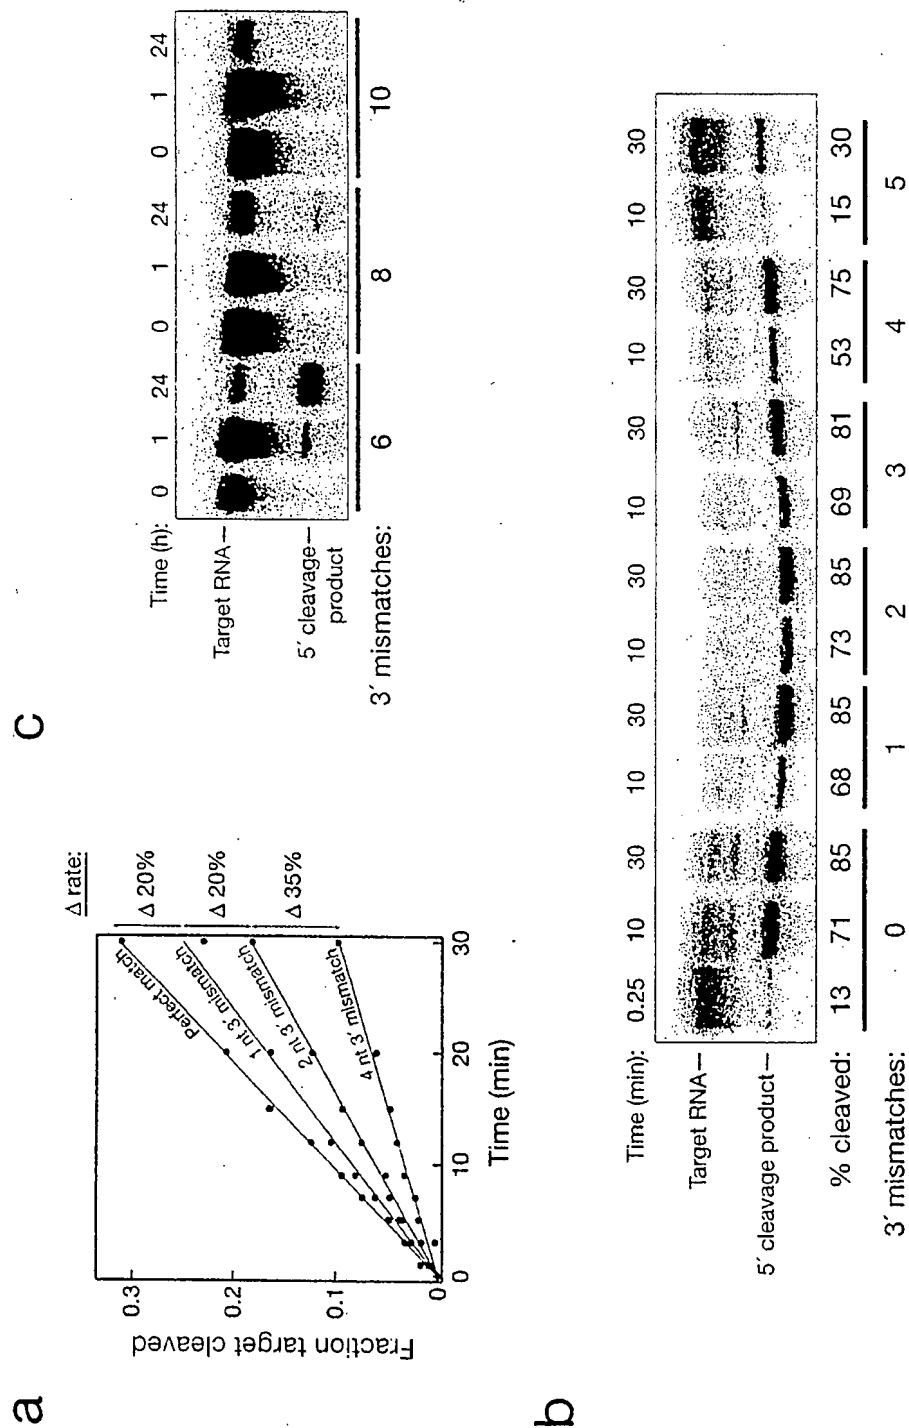 a
Fraction target cleaved
0.3
0.2
0.1
0
0 10 20 30
Time (min)
Perfect match
1 nt 3′ mismatch
2 nt 3′ mismatch
4 nt 3′ mismatch
Δ rate:
Δ 20%
Δ 20%
Δ 35%
c
Time (h): 0 1 24 0 1 24 0 1 24
Target RNA
5′ cleavage
product
3′ mismatches: 6 8 10
b
Time (min): 0.25 10 30 10 30 10 30 10 30 10 30 10 30
Target RNA
5′ cleavage product
% cleaved: 13 71 85 68 85 73 85 69 81 53 75 15 30
3′ mismatches: 0 1 2 3 4 5